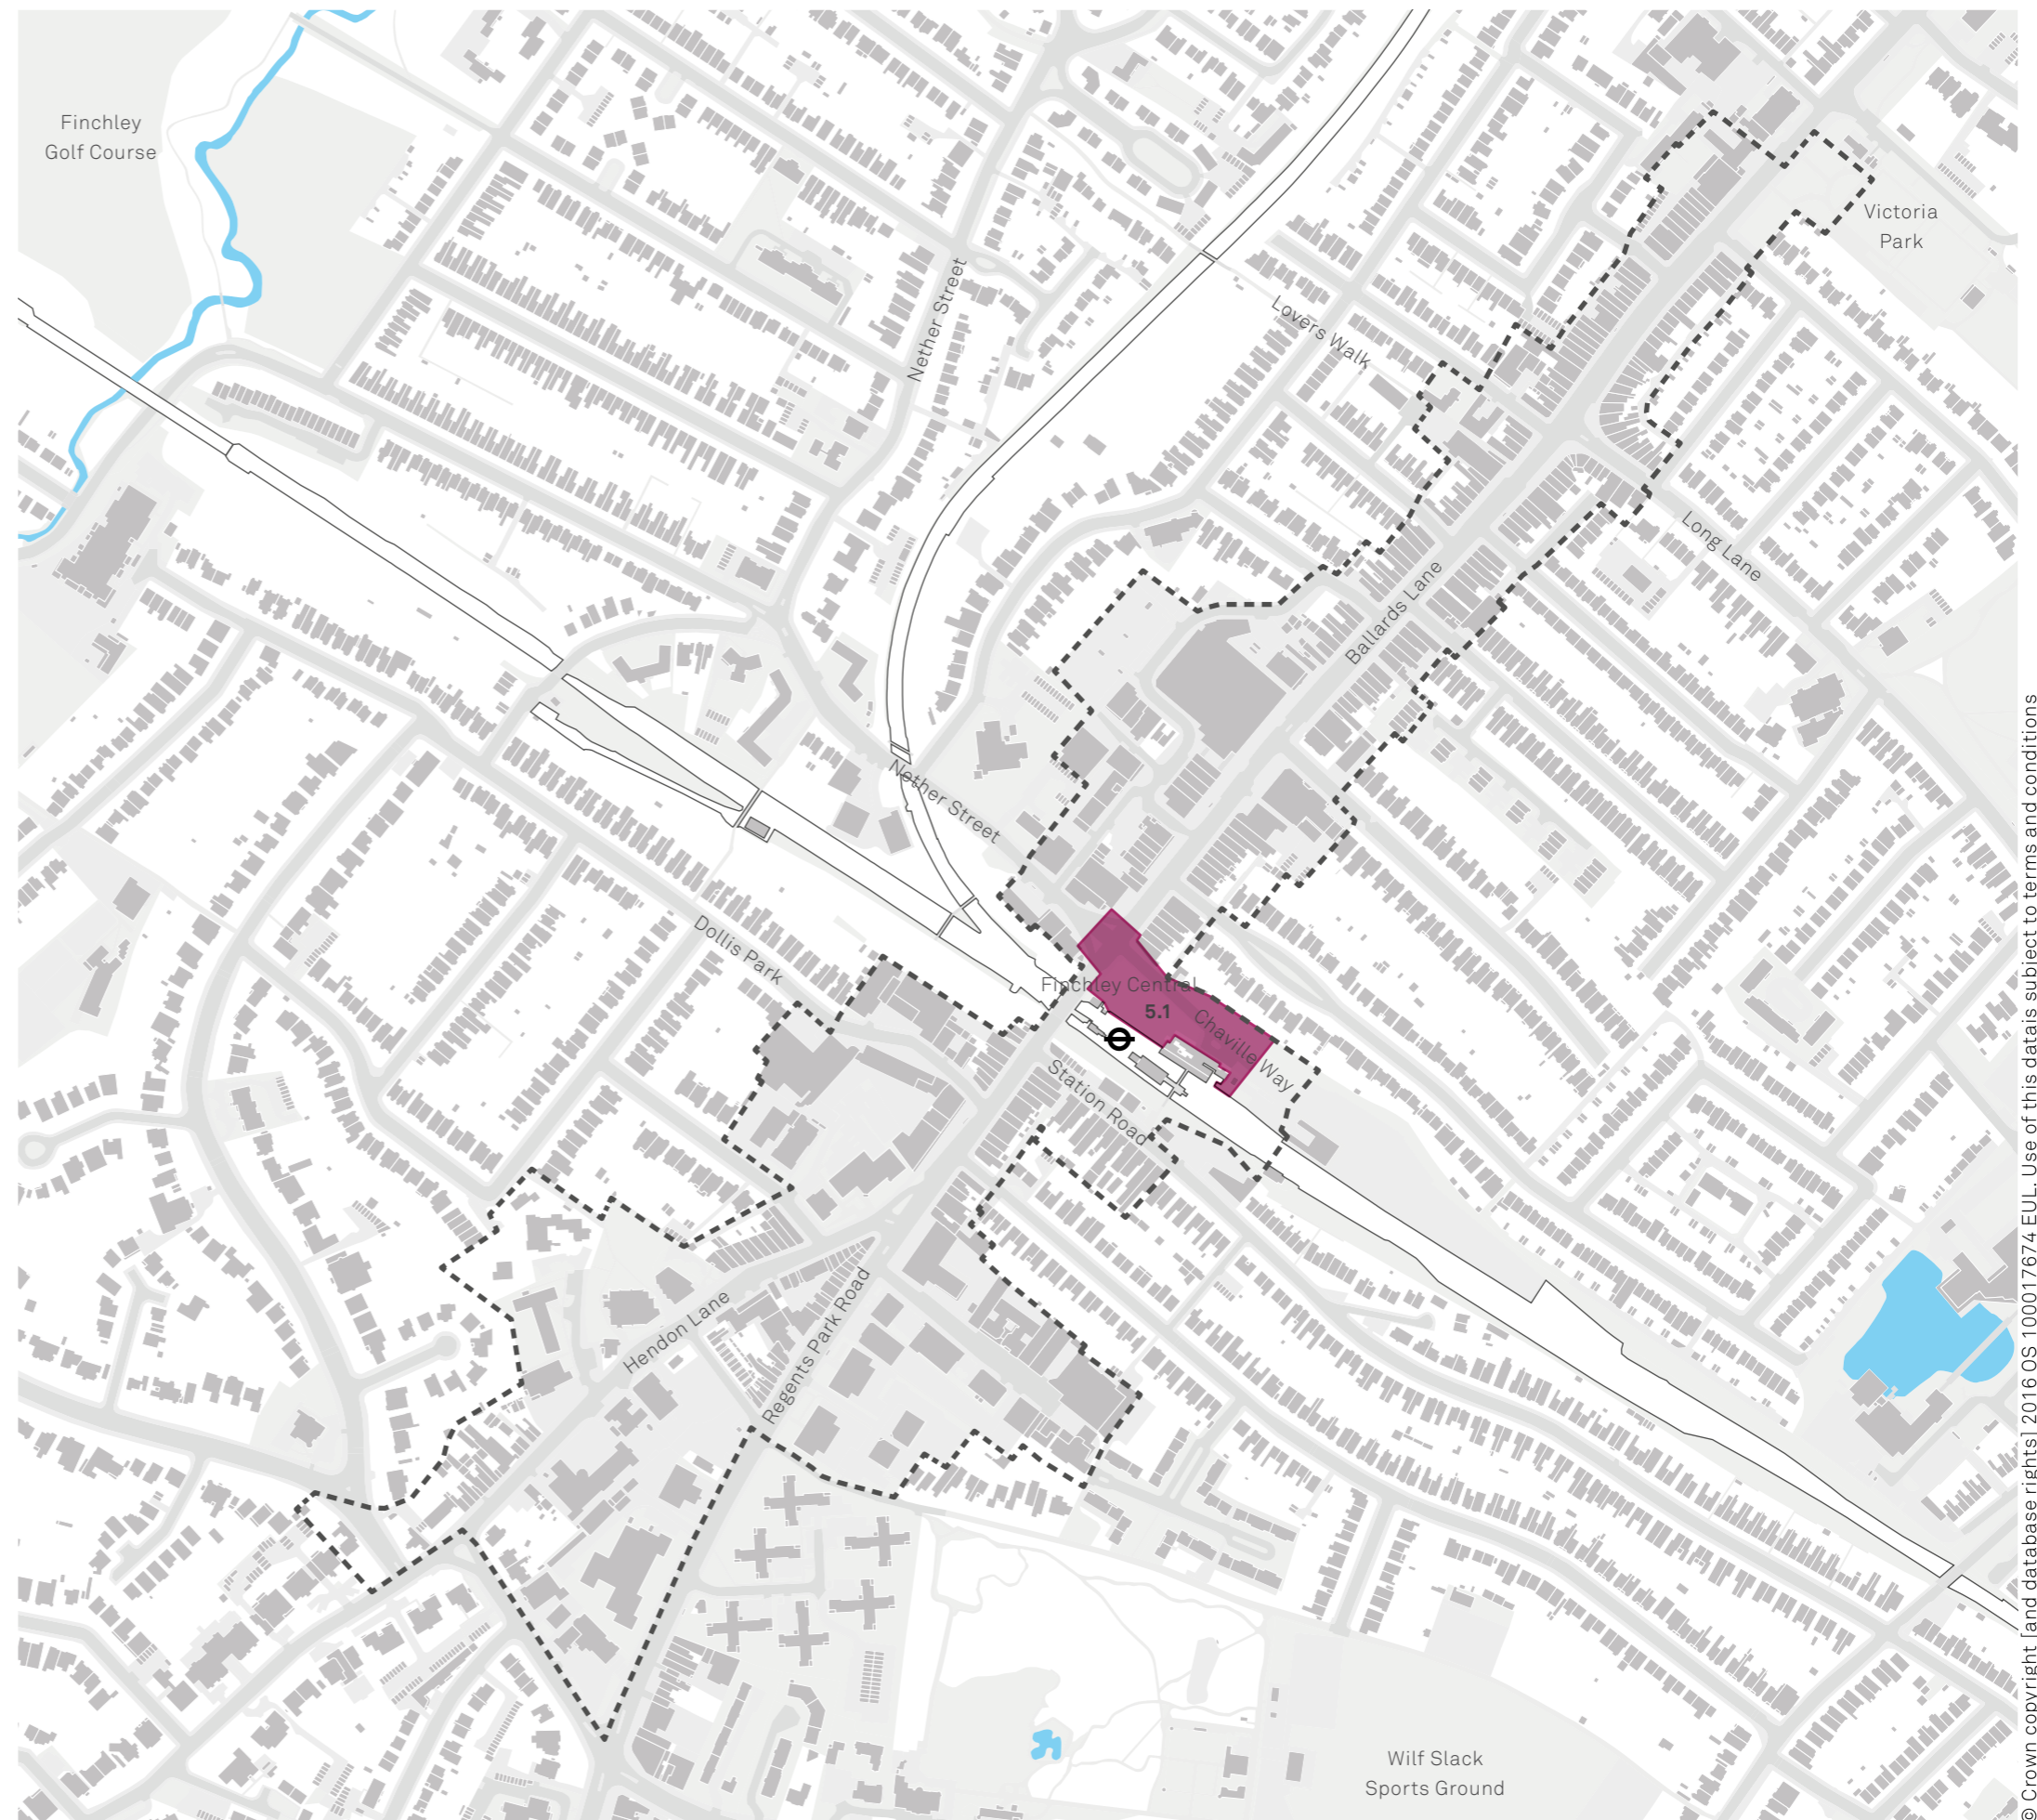 Finchley
Golf Course
Victoria
Park
Nether Street
Lovers Walk
Long Lane
Ballards Lane
Nether Street
Dollis Park
Finchley Central
5.1
Chaville Way
Station Road
Hendon Lane
Regents Park Road
Wilf Slack
Sports Ground
© Crown copyright [and database rights] 2016 OS 100017674 EUL. Use of this datais subject to terms and conditions